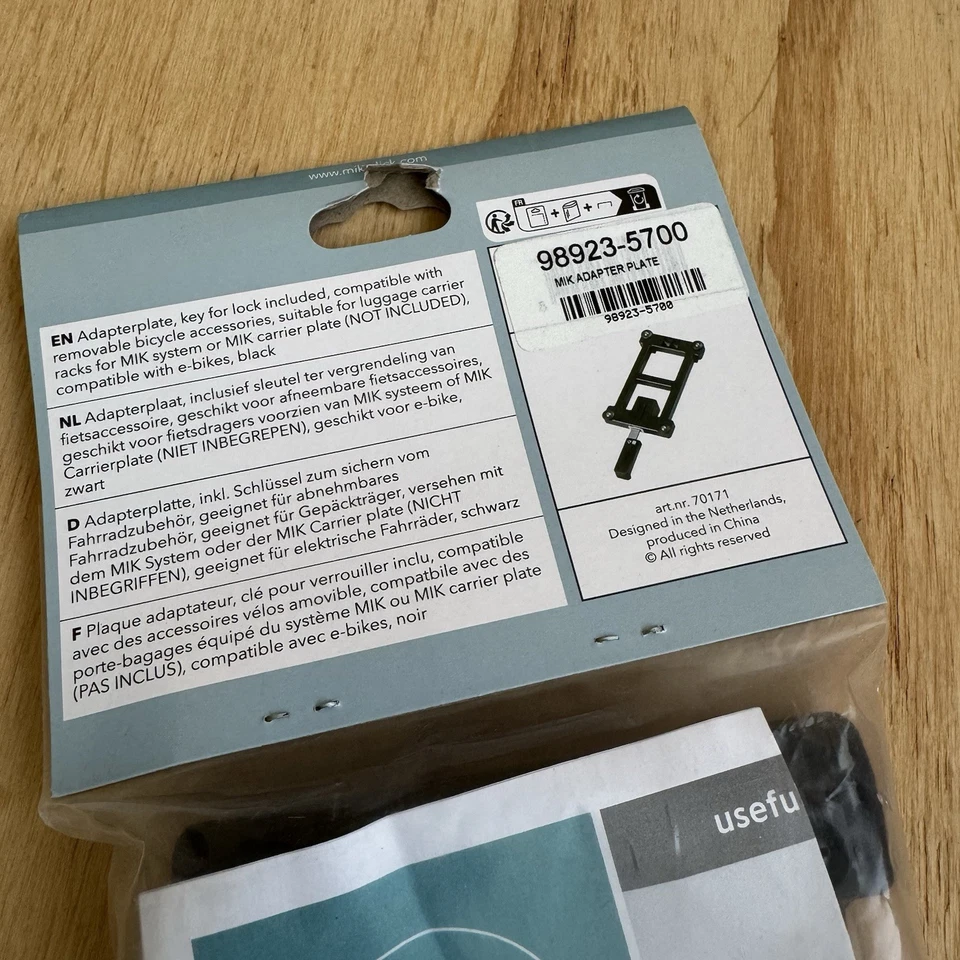 www.mikclick.com
FR
98923-5700
MIK ADAPTER PLATE
98923-5700
EN Adapterplate, key for lock included, compatible with
removable bicycle accessories, suitable for luggage carrier
racks for MIK system or MIK carrier plate (NOT INCLUDED),
compatible with e-bikes, black
NL Adapterplaat, inclusief sleutel ter vergrendeling van
fietsaccessoire, geschikt voor afneembare fietsaccessoires,
geschikt voor fietsdragers voorzien van MIK systeem of MIK
Carrierplate (NIET INBEGREPEN), geschikt voor e-bike,
zwart
D Adapterplatte, inkl. Schlüssel zum sichern vom
Fahrradzubehör, geeignet für abnehmbares
Fahrradzubehör, geeignet für Gepäckträger, versehen mit
dem MIK System oder der MIK Carrier plate (NICHT
INBEGRIFFEN), geeignet für elektrische Fahrräder, schwarz
F Plaque adaptateur, clé pour verrouiller inclu, compatible
avec des accessoires vélos amovible, compatbile avec des
porte-bagages équipé du système MIK ou MIK carrier plate
(PAS INCLUS), compatible avec e-bikes, noir
art.nr. 70171
Designed in the Netherlands,
produced in China
© All rights reserved
usefu